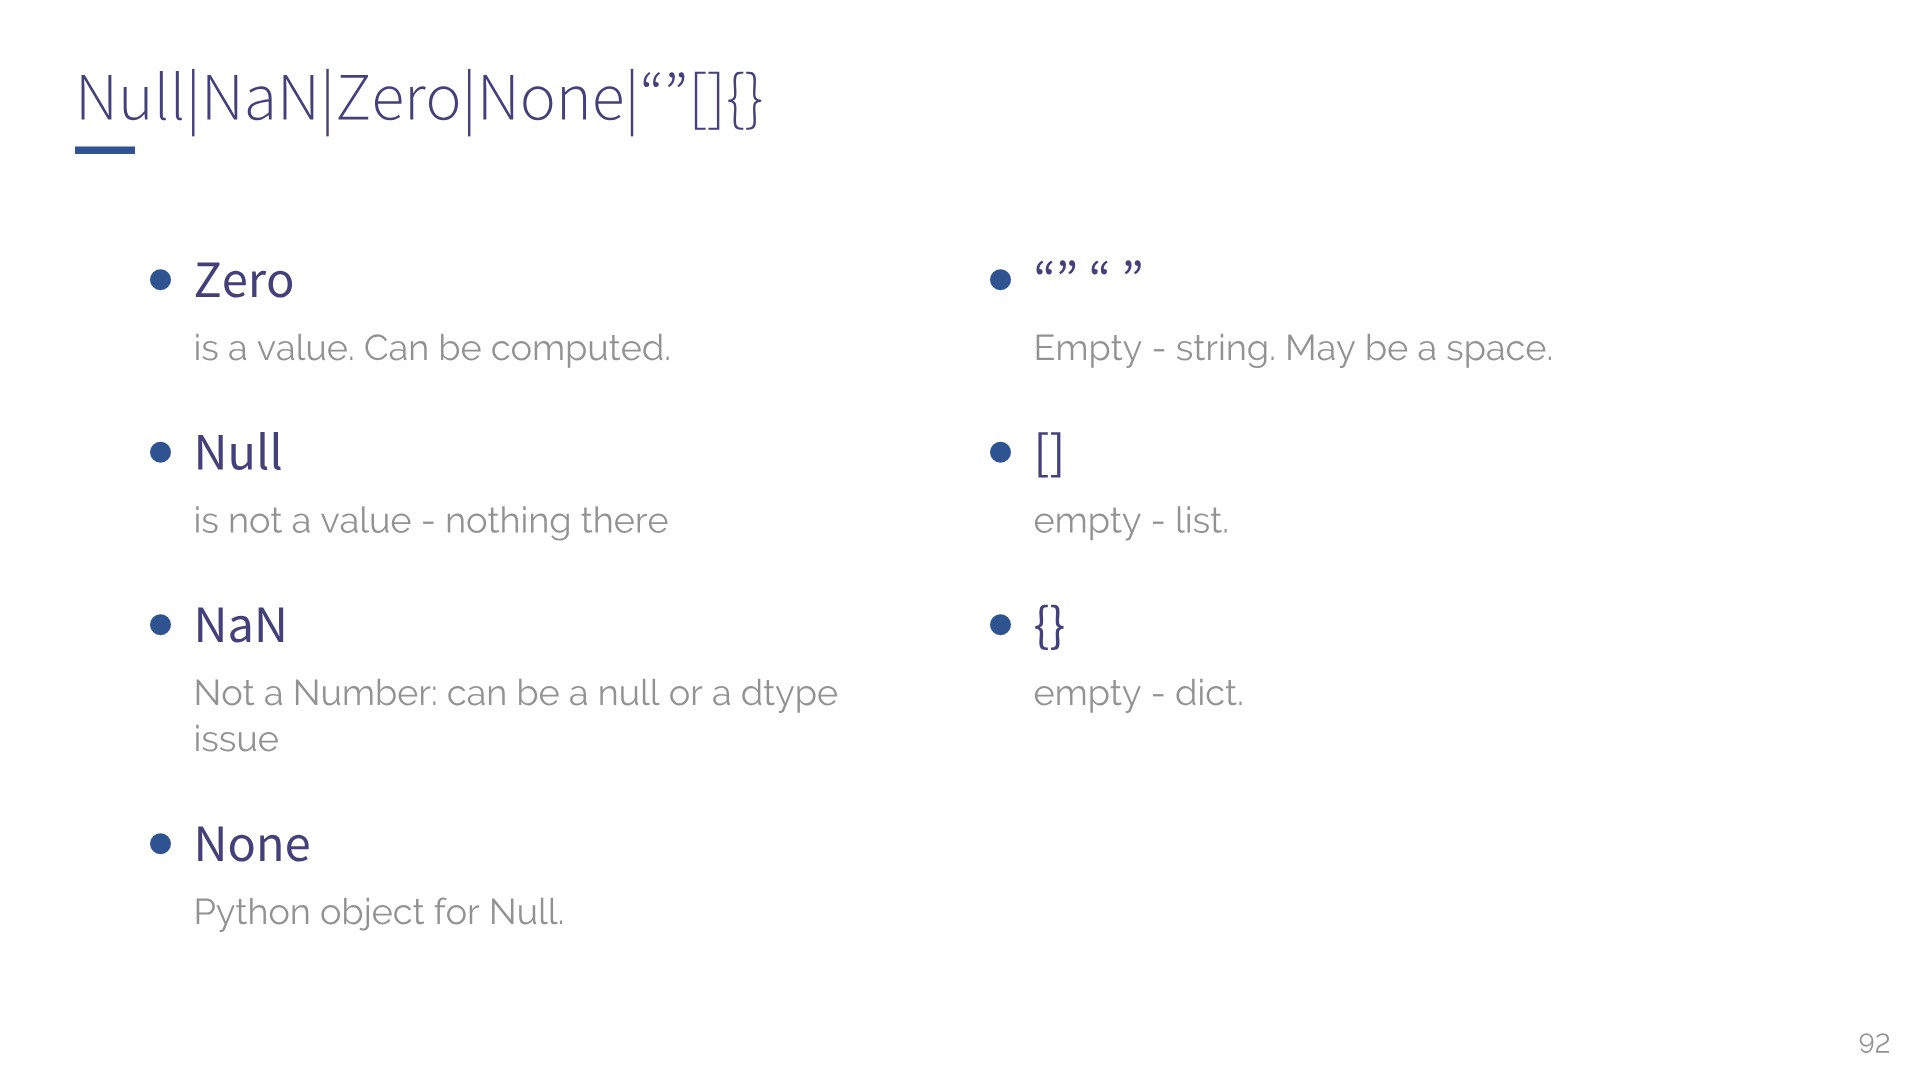 Null|NaN|Zero|None|“”[]{}
Zero
is a value. Can be computed.
Null
is not a value - nothing there
NaN
Not a Number: can be a null or a dtype
issue
None
Python object for Null.
“” “ ”
Empty - string. May be a space.
[]
empty - list.
{}
empty - dict.
92